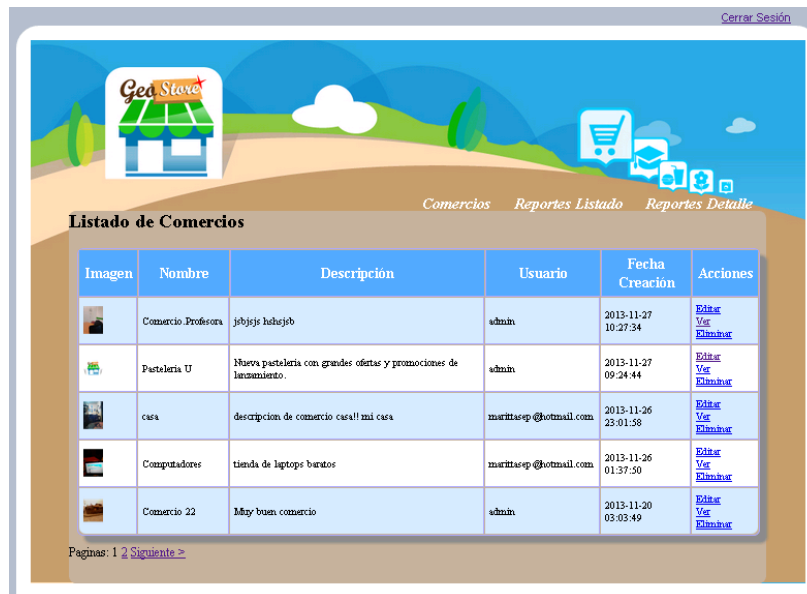 Cerrar Sesión
Geo Store
Comercios Reportes Listado Reportes Detalle
Listado de Comercios
Imagen Nombre Descripción Usuario Fecha Creación Acciones
Comercio Profesora jsbjsjs hshsjsb admin 2013-11-27 10:27:34 Editar Ver Eliminar
Pasteleria U Nueva pasteleria con grandes ofertas y promociones de lanzamiento. admin 2013-11-27 09:24:44 Editar Ver Eliminar
casa descripcion de comercio casa!! mi casa marittasep@hotmail.com 2013-11-26 23:01:58 Editar Ver Eliminar
Computadores tienda de laptops baratos marittasep@hotmail.com 2013-11-26 01:37:50 Editar Ver Eliminar
Comercio 22 Muy buen comercio admin 2013-11-20 03:03:49 Editar Ver Eliminar
Paginas: 1 2 Siguiente >